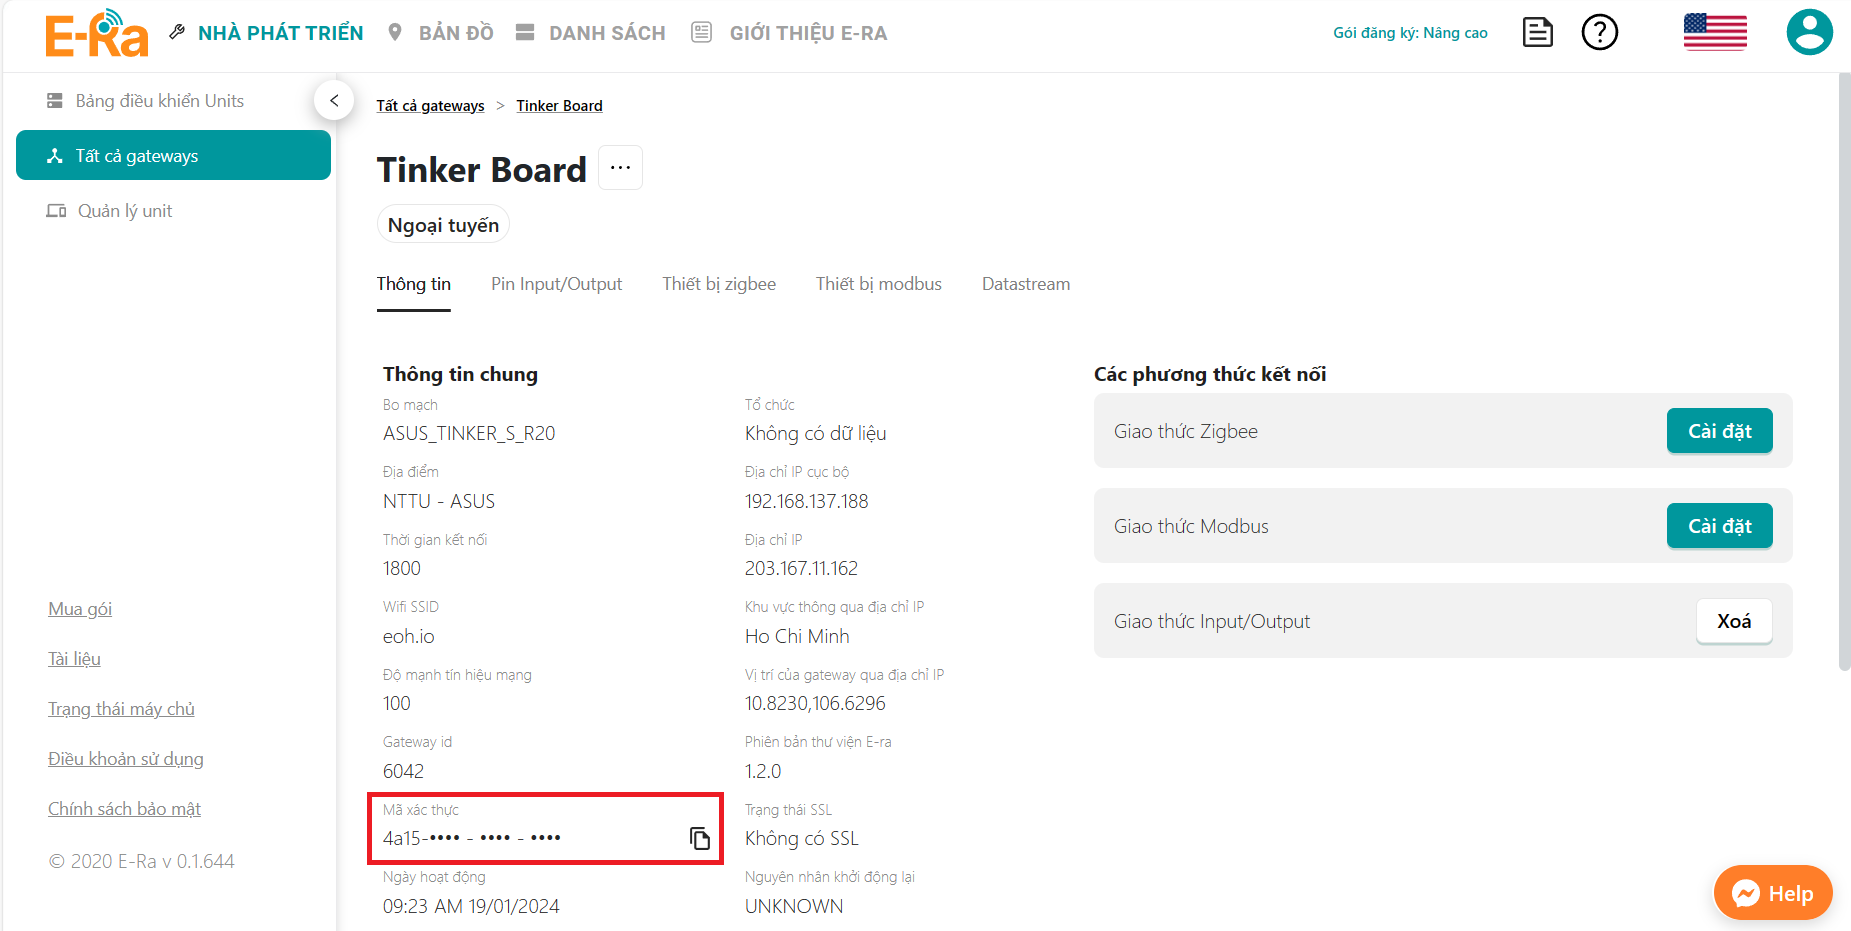 E-Ra
NHÀ PHÁT TRIỂN
BẢN ĐỒ
DANH SÁCH
GIỚI THIỆU E-RA
Gói đăng ký: Nâng cao
Bảng điều khiển Units
Tất cả gateways
Quản lý unit
Mua gói
Tài liệu
Trạng thái máy chủ
Điều khoản sử dụng
Chính sách bảo mật
© 2020 E-Ra v 0.1.644
Tất cả gateways > Tinker Board
Tinker Board ...
Ngoại tuyến
Thông tin
Pin Input/Output
Thiết bị zigbee
Thiết bị modbus
Datastream
Thông tin chung
Bo mạch
ASUS_TINKER_S_R20
Địa điểm
NTTU - ASUS
Thời gian kết nối
1800
Wifi SSID
eoh.io
Độ mạnh tín hiệu mạng
100
Gateway id
6042
Mã xác thực
4a15-•••• - •••• - ••••
Ngày hoạt động
09:23 AM 19/01/2024
Tổ chức
Không có dữ liệu
Địa chỉ IP cục bộ
192.168.137.188
Địa chỉ IP
203.167.11.162
Khu vực thông qua địa chỉ IP
Ho Chi Minh
Vị trí của gateway qua địa chỉ IP
10.8230,106.6296
Phiên bản thư viện E-ra
1.2.0
Trạng thái SSL
Không có SSL
Nguyên nhân khởi động lại
UNKNOWN
Các phương thức kết nối
Giao thức Zigbee
Cài đặt
Giao thức Modbus
Cài đặt
Giao thức Input/Output
Xoá
Help